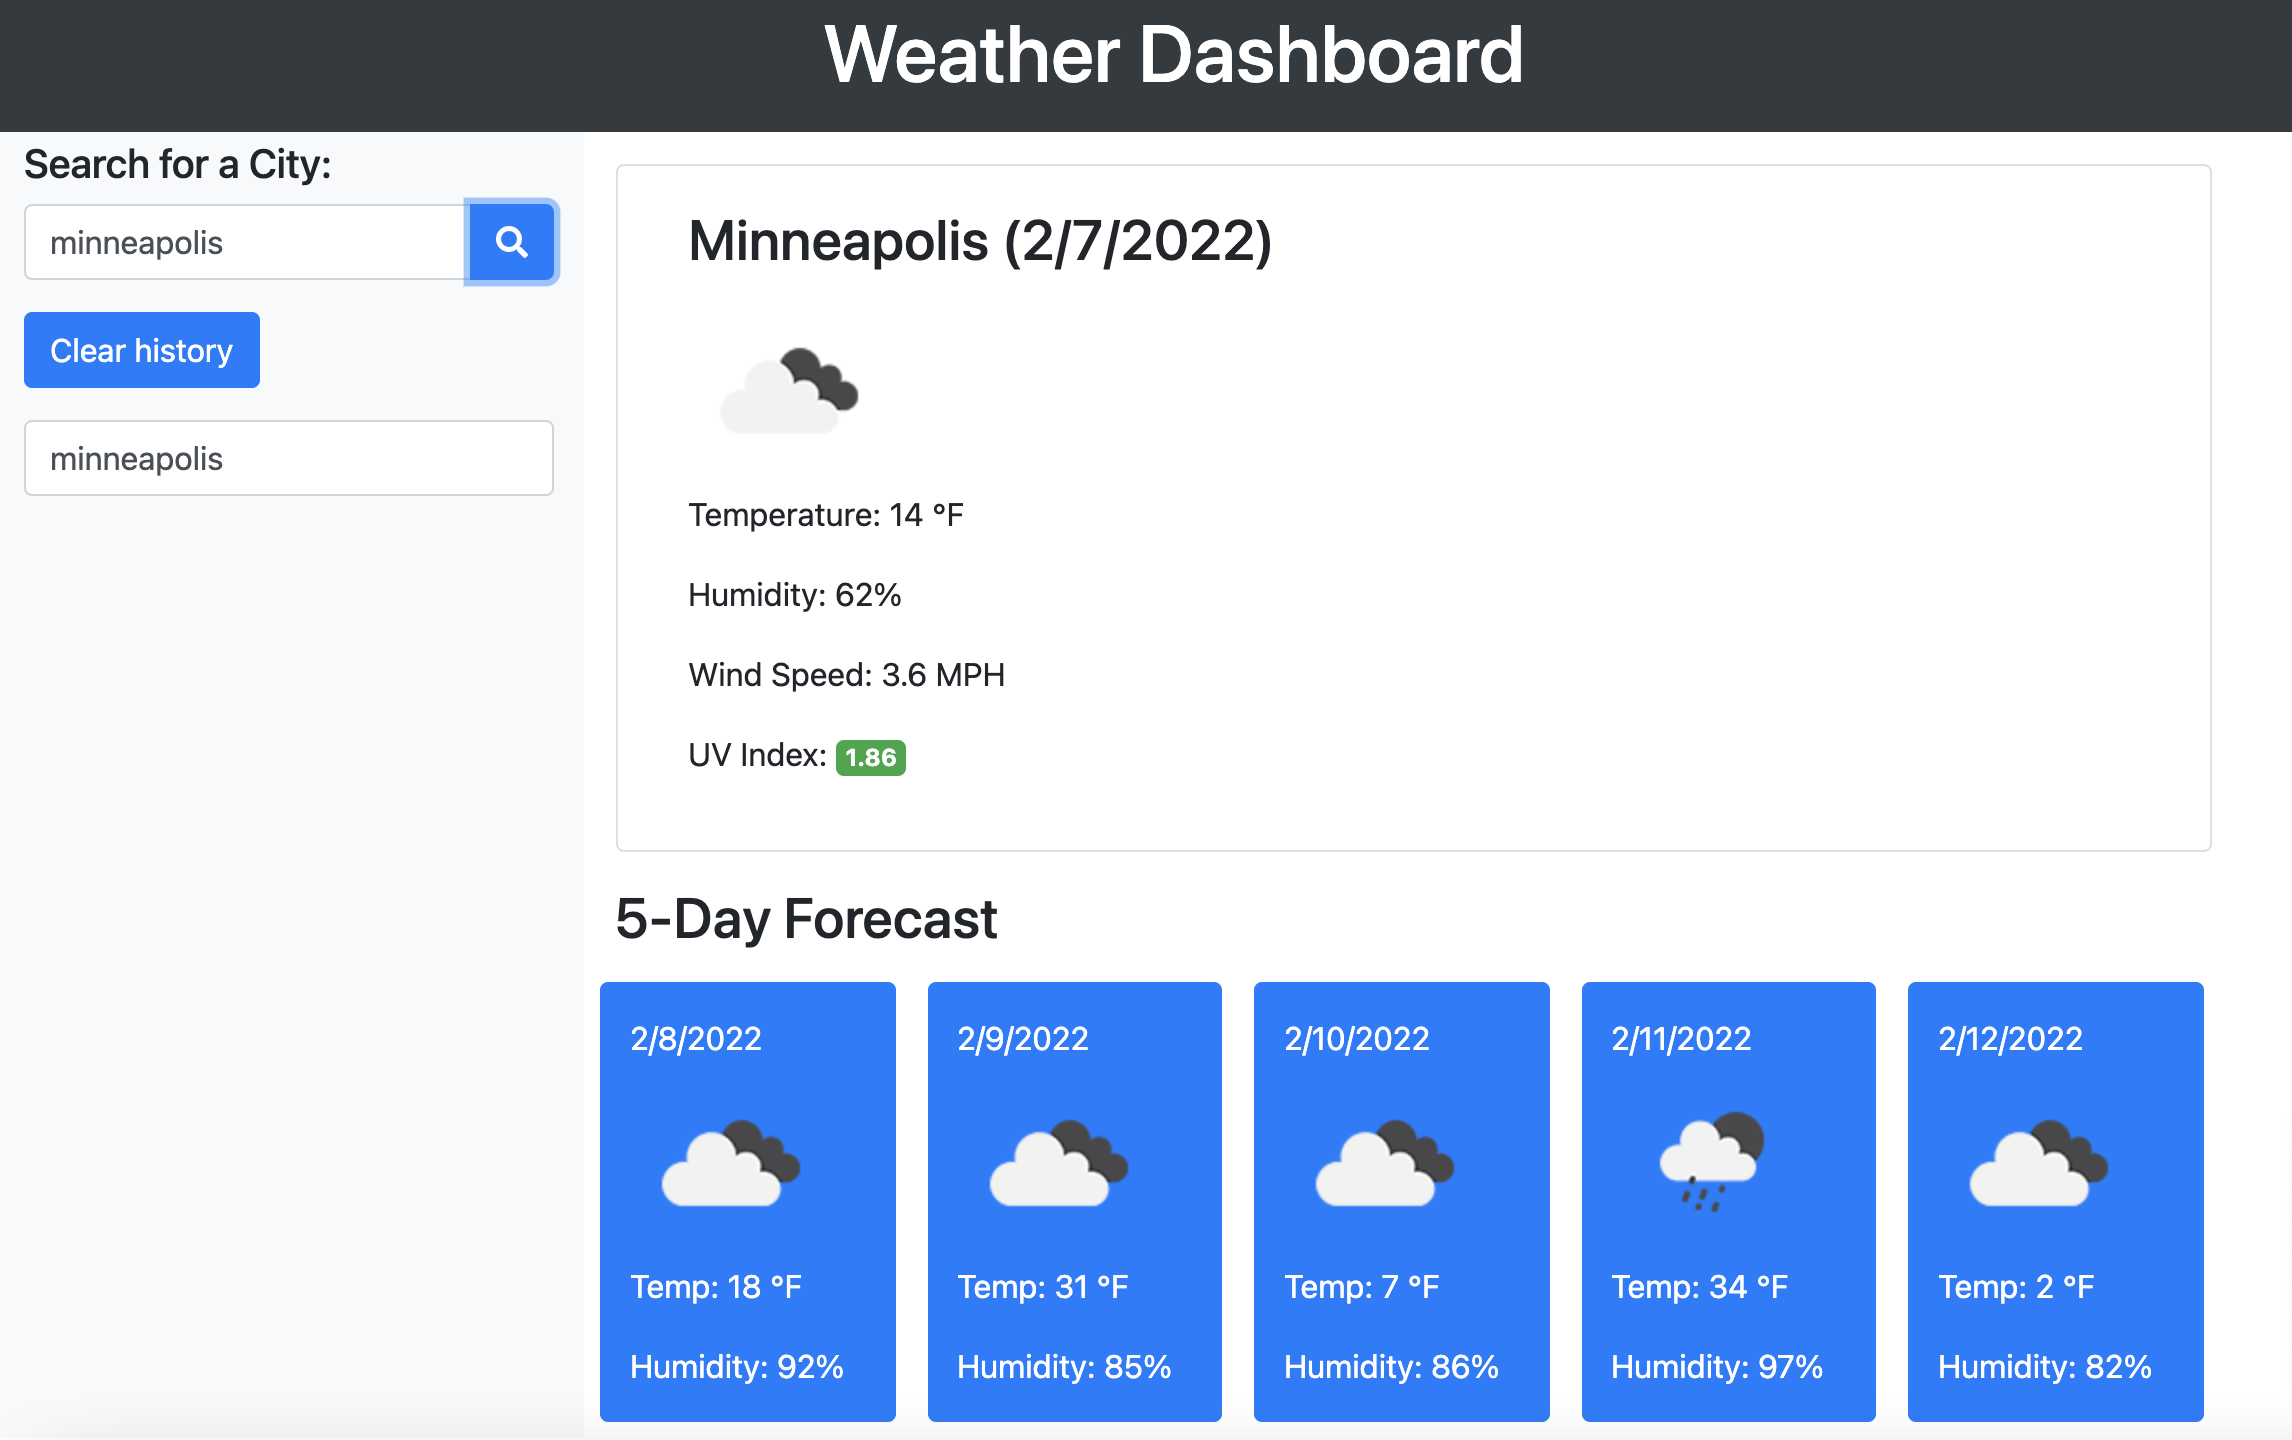 Weather Dashboard
Search for a City:
minneapolis
Clear history
minneapolis
Minneapolis (2/7/2022)
Temperature: 14 °F
Humidity: 62%
Wind Speed: 3.6 MPH
UV Index: 1.86
5-Day Forecast
2/8/2022
Temp: 18 °F
Humidity: 92%
2/9/2022
Temp: 31 °F
Humidity: 85%
2/10/2022
Temp: 7 °F
Humidity: 86%
2/11/2022
Temp: 34 °F
Humidity: 97%
2/12/2022
Temp: 2 °F
Humidity: 82%